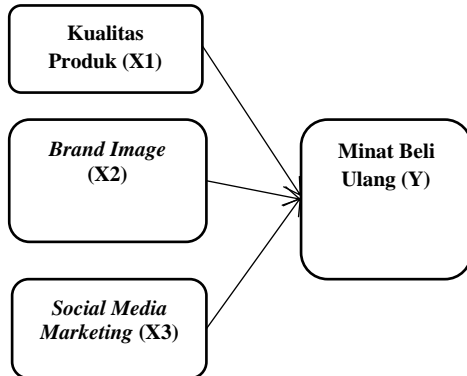 Kualitas
Produk (X1)
Brand Image
(X2)
Minat Beli
Ulang (Y)
Social Media
Marketing (X3)